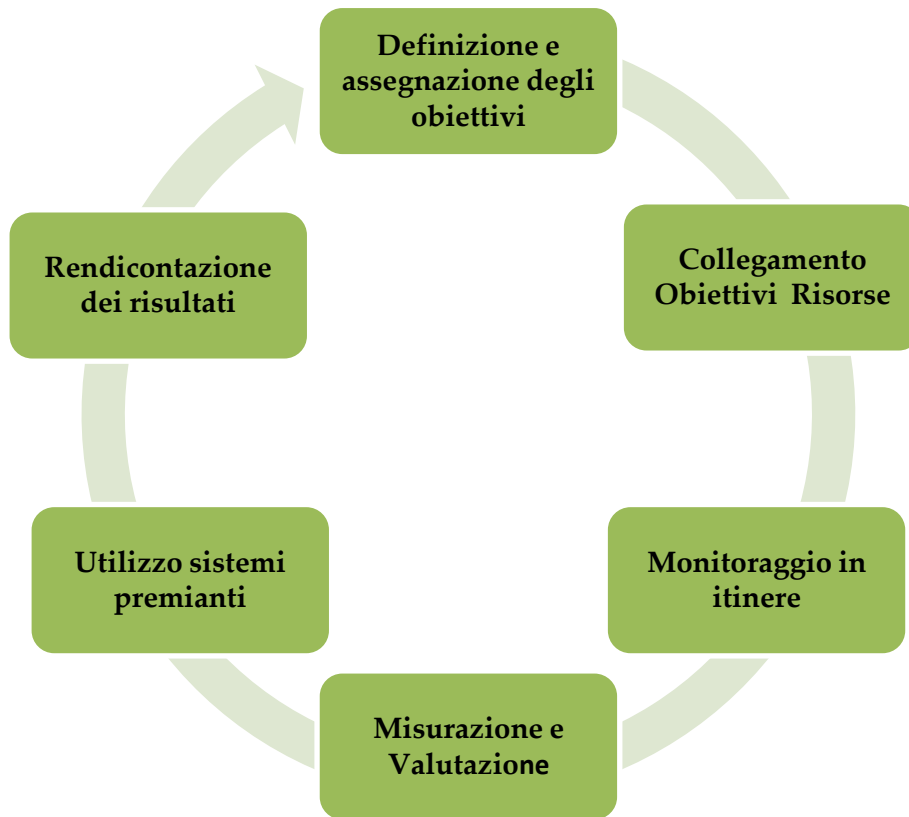 Definizione e
assegnazione degli
obiettivi
Collegamento
Obiettivi Risorse
Monitoraggio in
itinere
Misurazione e
Valutazione
Utilizzo sistemi
premianti
Rendicontazione
dei risultati